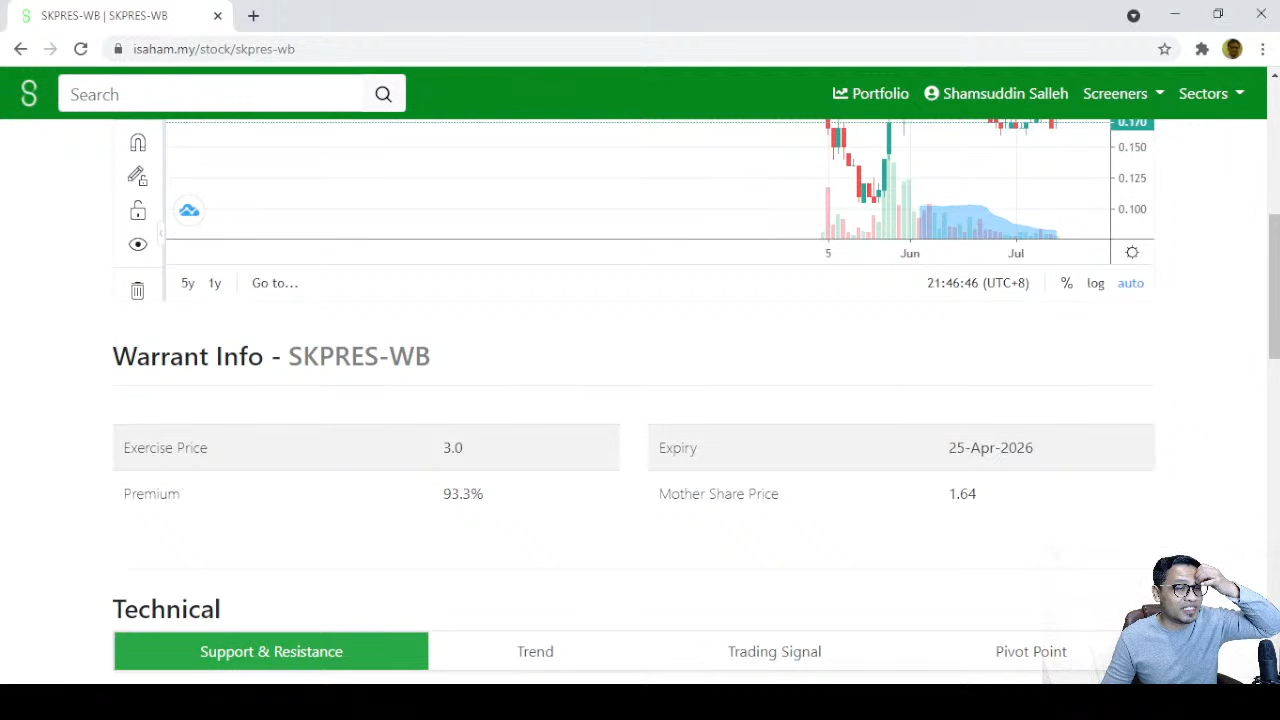 SKPRES-WB | SKPRES-WB
isaham.my/stock/skpres-wb
Search
Portfolio
Shamsuddin Salleh
Screeners
Sectors
0.170
0.150
0.125
0.100
5
Jun
Jul
5y
1y
Go to...
21:46:46 (UTC+8)
%
log
auto
Warrant Info - SKPRES-WB
Exercise Price 3.0
Expiry 25-Apr-2026
Premium 93.3%
Mother Share Price 1.64
Technical
Support & Resistance
Trend
Trading Signal
Pivot Point